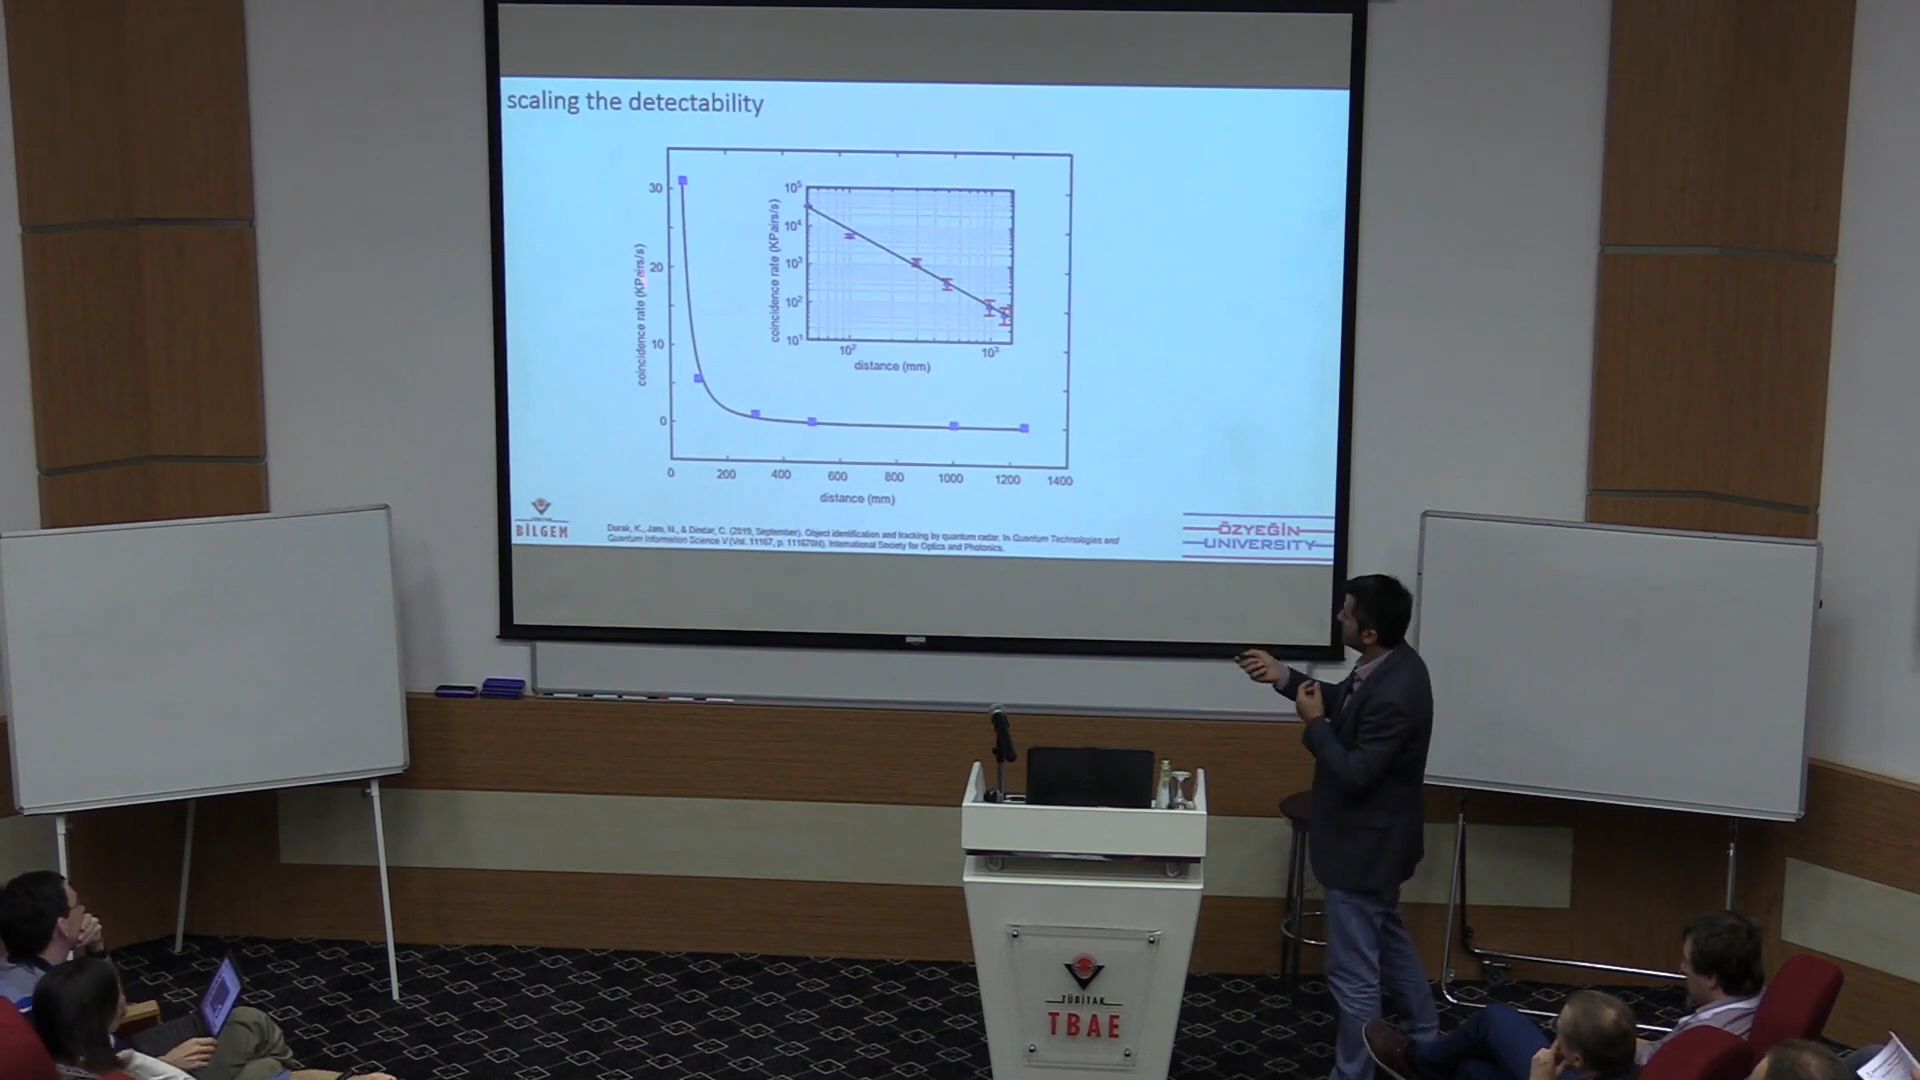 scaling the detectability
30
20
10
0
coincidence rate (KPairs/s)
0 200 400 600 800 1000 1200 1400
distance (mm)
10⁵
10⁴
10³
10²
10¹
coincidence rate (KPairs/s)
10² 10³
distance (mm)
BİLGEM
Durak, K., Jam, N., & Dindar, C. (2019, September). Object identification and tracking by quantum radar. In Quantum Technologies and
Quantum Information Science V (Vol. 11167, p. 111670N). International Society for Optics and Photonics.
ÖZYEĞİN
UNIVERSITY
TÜBİTAK
TBAE